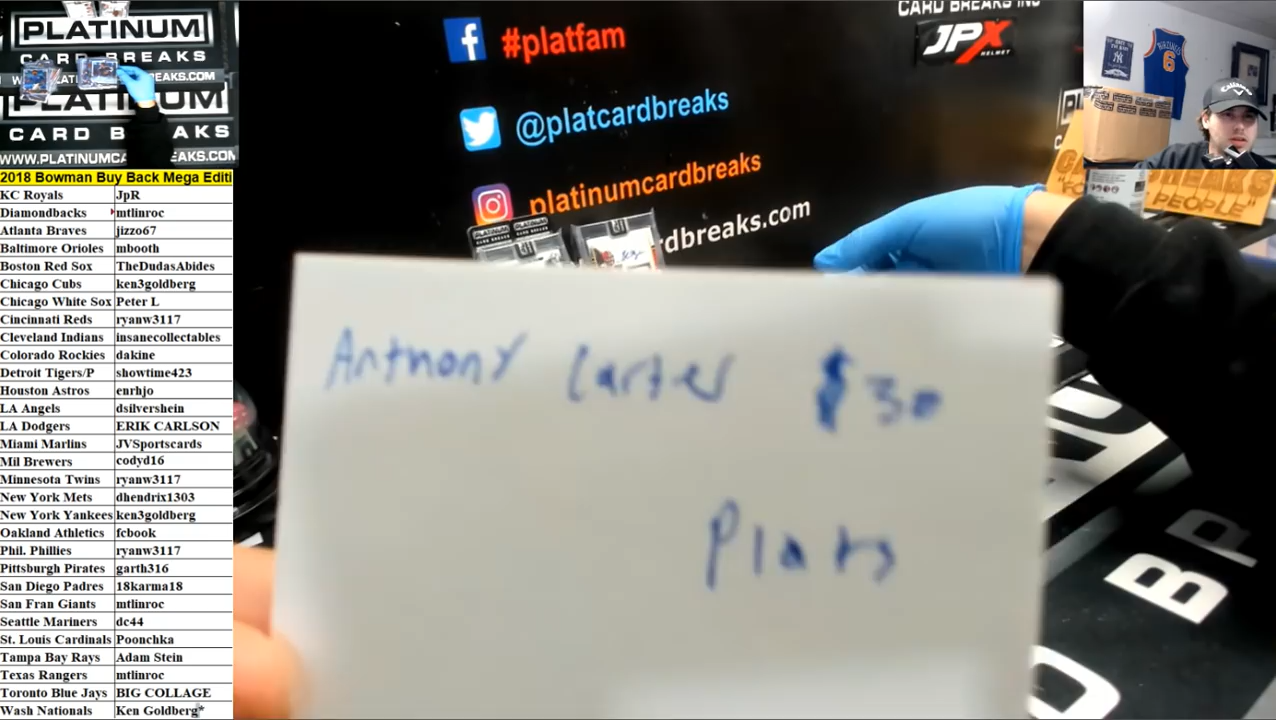 PLATINUM
CARD BREAKS
PLATINUM
CARD BREAKS
2018 Bowman Buy Back Mega Editi
KC Royals JpR
Diamondbacks mtlinroc
Atlanta Braves jizzo67
Baltimore Orioles mbooth
Boston Red Sox TheDudasAbides
Chicago Cubs ken3goldberg
Chicago White Sox Peter L
Cincinnati Reds ryanw3117
Cleveland Indians insanecollectables
Colorado Rockies dakine
Detroit Tigers/P showtime423
Houston Astros enrhjo
LA Angels dsilvershein
LA Dodgers ERIK CARLSON
Miami Marlins JVSportscards
Mil Brewers codyd16
Minnesota Twins ryanw3117
New York Mets dhendrix1303
New York Yankees ken3goldberg
Oakland Athletics fcbook
Phil. Phillies ryanw3117
Pittsburgh Pirates garth316
San Diego Padres 18karma18
San Fran Giants mtlinroc
Seattle Mariners dc44
St. Louis Cardinals Poonchka
Tampa Bay Rays Adam Stein
Texas Rangers mtlinroc
Toronto Blue Jays BIG COLLAGE
Wash Nationals Ken Goldberg*
CARD BREAKS INC
JPX
HELMET
#platfam
@platcardbreaks
platinumcardbreaks
rdbreaks.com
Anthony Carter $30
Plats
6
PEOPLE"